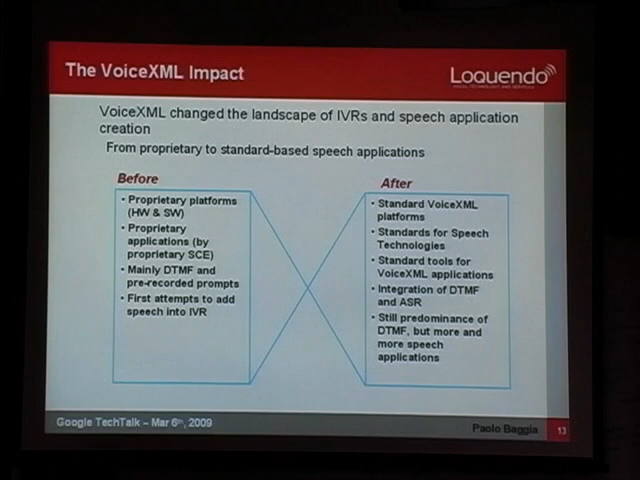 The VoiceXML Impact
Loquendo
VoiceXML changed the landscape of IVRs and speech application
creation
From proprietary to standard-based speech applications
Before
• Proprietary platforms
(HW & SW)
• Proprietary
applications (by
proprietary SCE)
• Mainly DTMF and
pre-recorded prompts
• First attempts to add
speech into IVR
After
• Standard VoiceXML
platforms
• Standards for Speech
Technologies
• Standard tools for
VoiceXML applications
• Integration of DTMF
and ASR
• Still predominance of
DTMF, but more and
more speech
applications
Google TechTalk – Mar 6th, 2009
Paolo Baggia
13